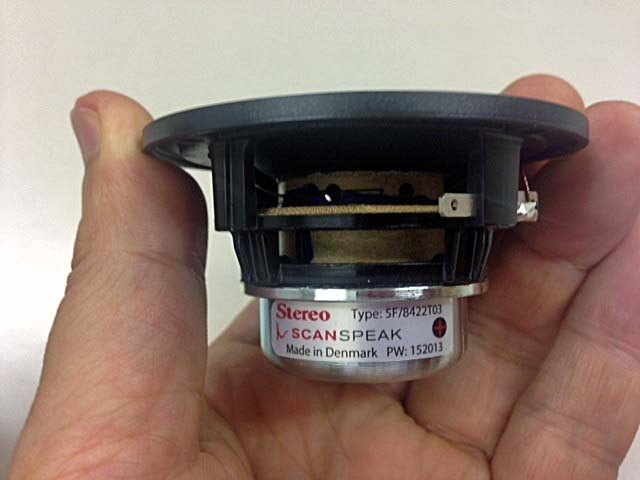 Stereo Type: 5F/8422T03
SCANSPEAK
Made in Denmark PW: 152013